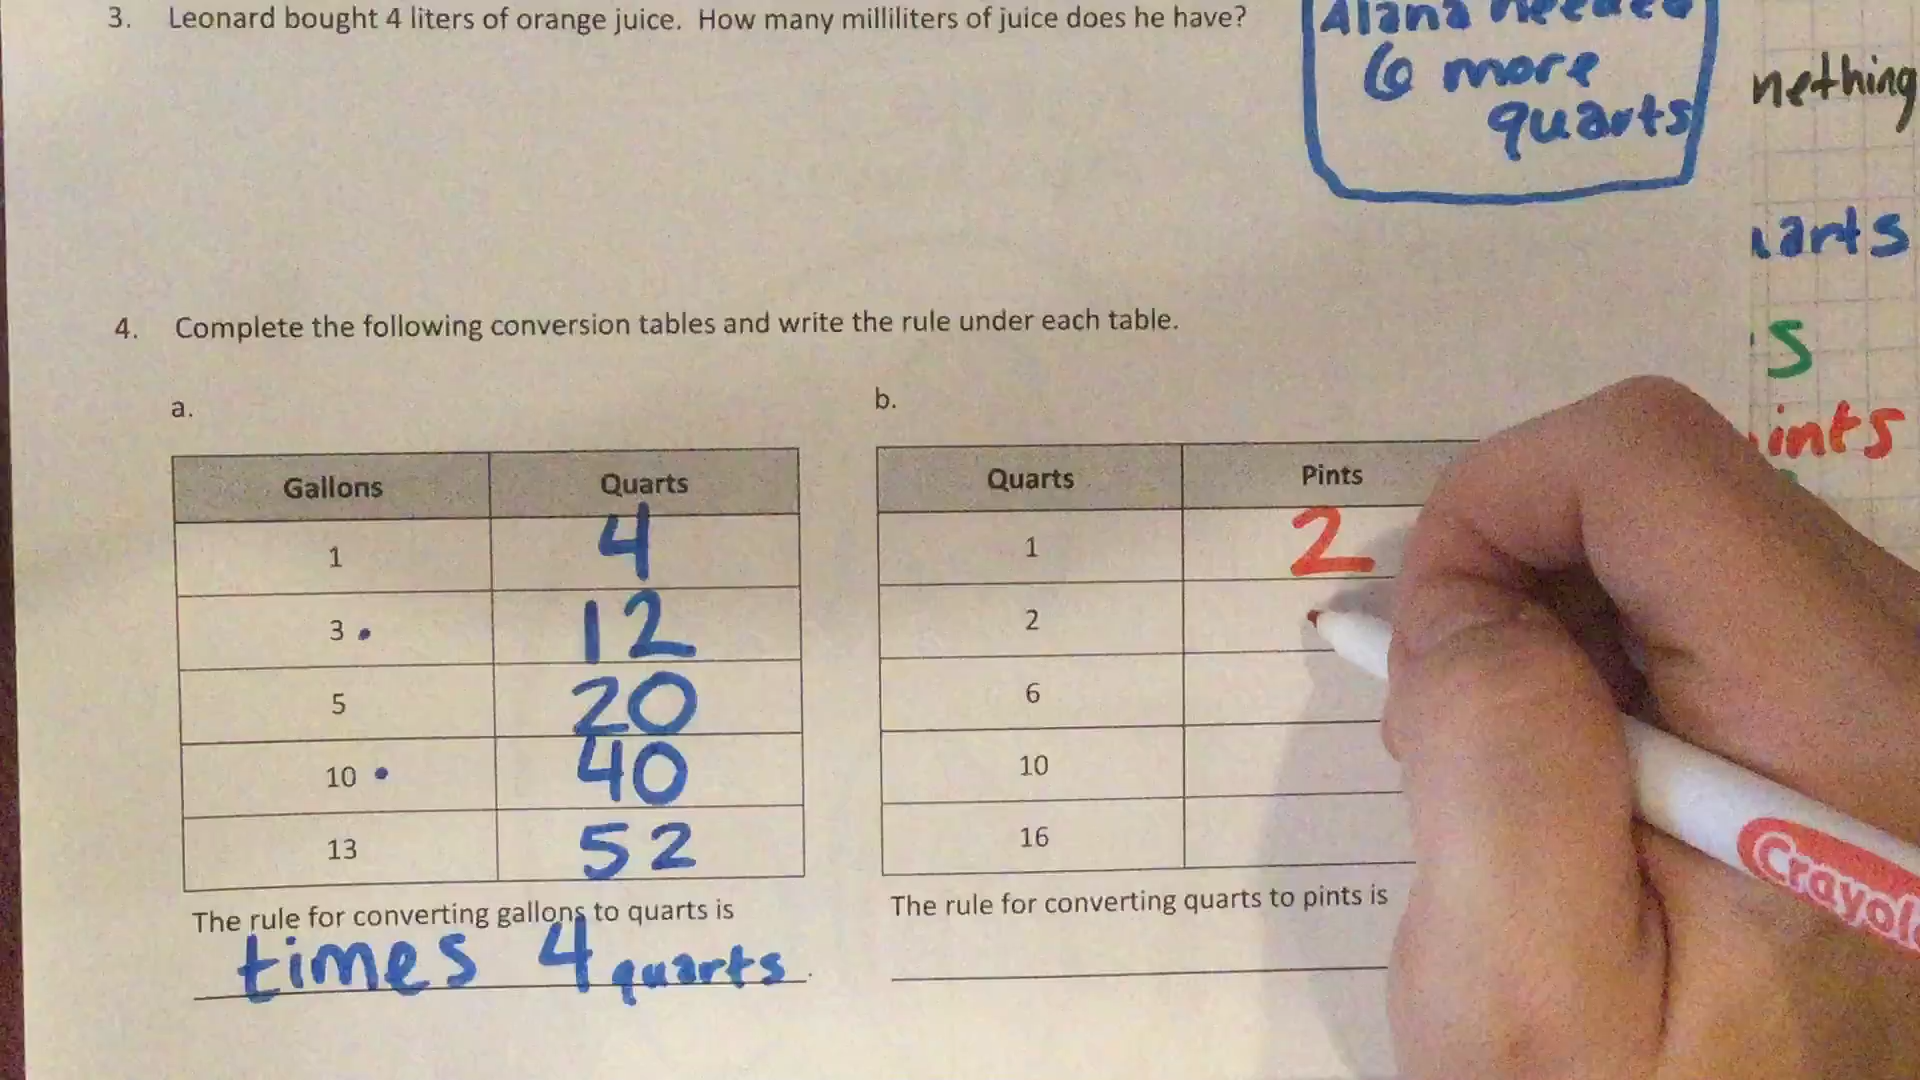 3. Leonard bought 4 liters of orange juice. How many milliliters of juice does he have?
Alana needed
6 more
quarts
nething
arts
s
ints
4. Complete the following conversion tables and write the rule under each table.
a.
Gallons Quarts
1 4
3 . 12
5 20
10 . 40
13 52
The rule for converting gallons to quarts is
times 4 quarts.
b.
Quarts Pints
1 2
2
6
10
16
The rule for converting quarts to pints is
Crayol